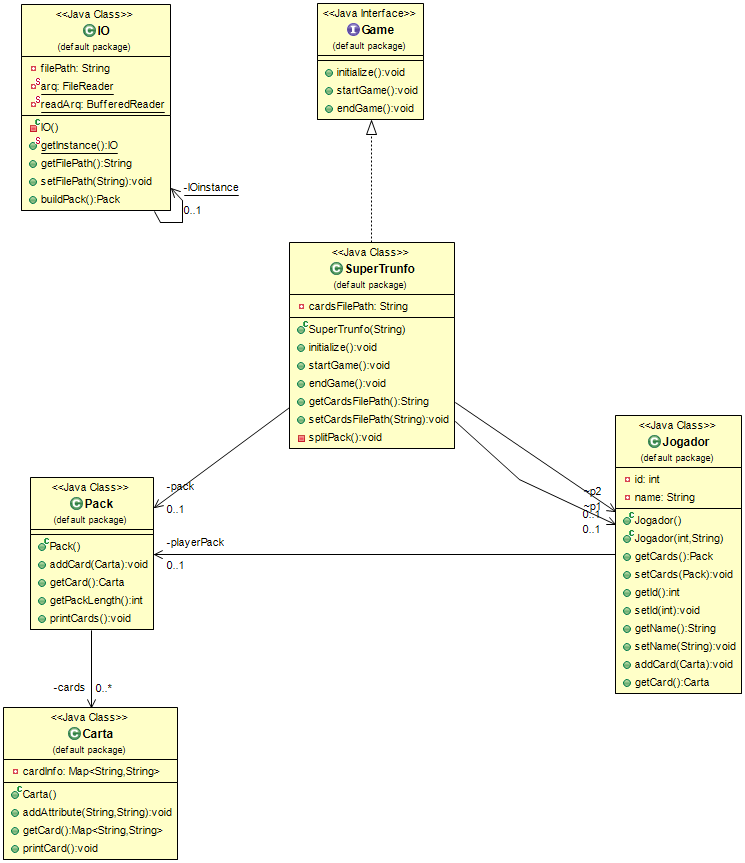 <<Java Class>>
IO
(default package)
filePath: String
arq: FileReader
readArq: BufferedReader
IO()
getInstance():IO
getFilePath():String
setFilePath(String):void
buildPack():Pack
-IOinstance
0..1
<<Java Interface>>
Game
(default package)
initialize():void
startGame():void
endGame():void
<<Java Class>>
SuperTrunfo
(default package)
cardsFilePath: String
SuperTrunfo(String)
initialize():void
startGame():void
endGame():void
getCardsFilePath():String
setCardsFilePath(String):void
splitPack():void
-pack
0..1
~p2
0..1
~p1
0..1
<<Java Class>>
Jogador
(default package)
id: int
name: String
Jogador()
Jogador(int,String)
getCards():Pack
setCards(Pack):void
getId():int
setId(int):void
getName():String
setName(String):void
addCard(Carta):void
getCard():Carta
-playerPack
0..1
<<Java Class>>
Pack
(default package)
Pack()
addCard(Carta):void
getCard():Carta
getPackLength():int
printCards():void
-cards
0..*
<<Java Class>>
Carta
(default package)
cardInfo: Map<String,String>
Carta()
addAttribute(String,String):void
getCard():Map<String,String>
printCard():void